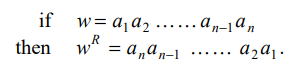 if w = a₁a₂ ......aₙ₋₁aₙ
then wᴿ = aₙaₙ₋₁ ...... a₂a₁.